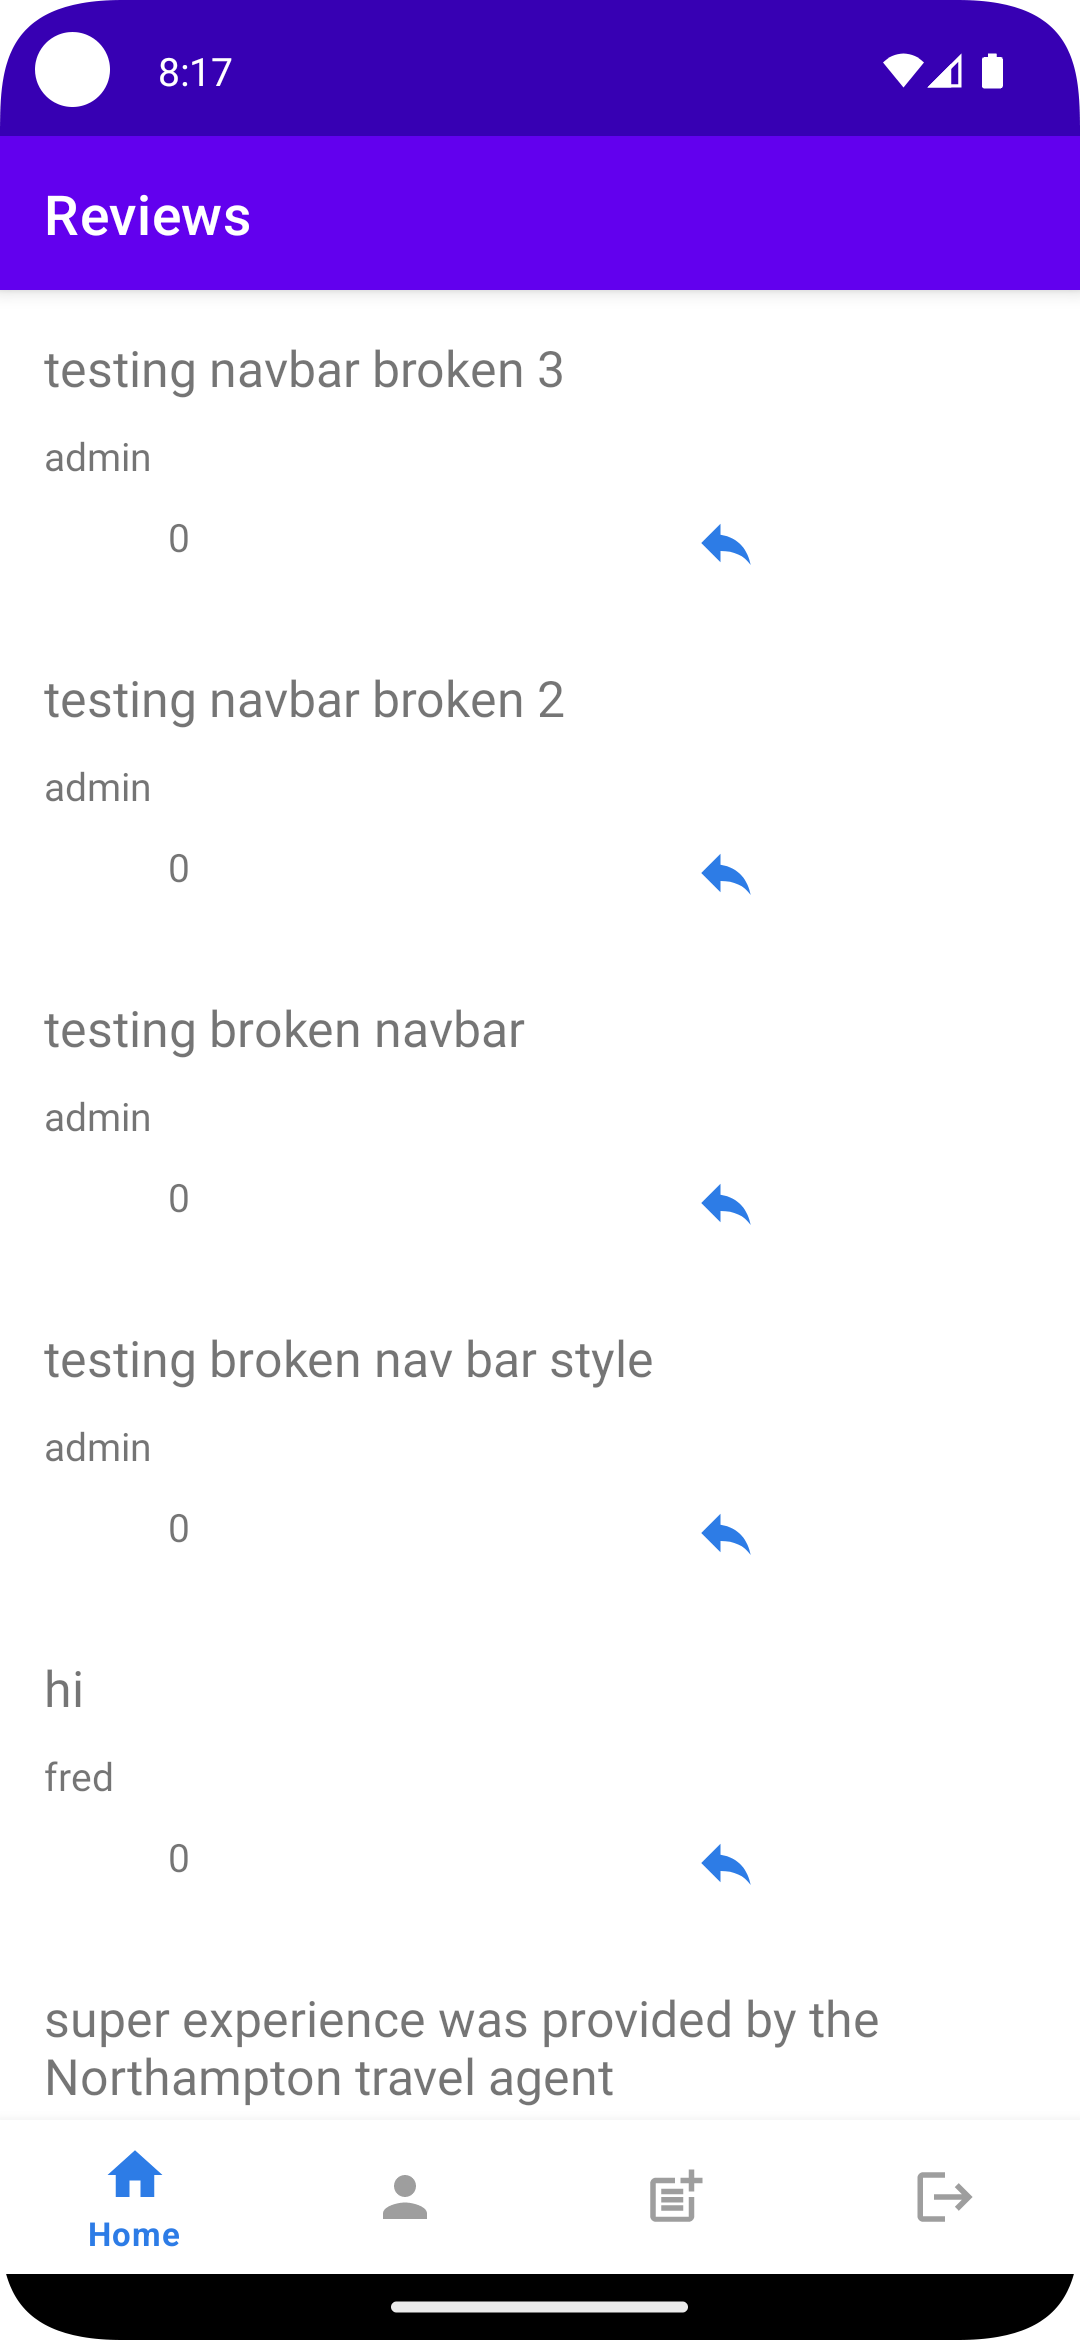 8:17
Reviews
testing navbar broken 3
admin
0
testing navbar broken 2
admin
0
testing broken navbar
admin
0
testing broken nav bar style
admin
0
hi
fred
0
super experience was provided by the
Northampton travel agent
Home